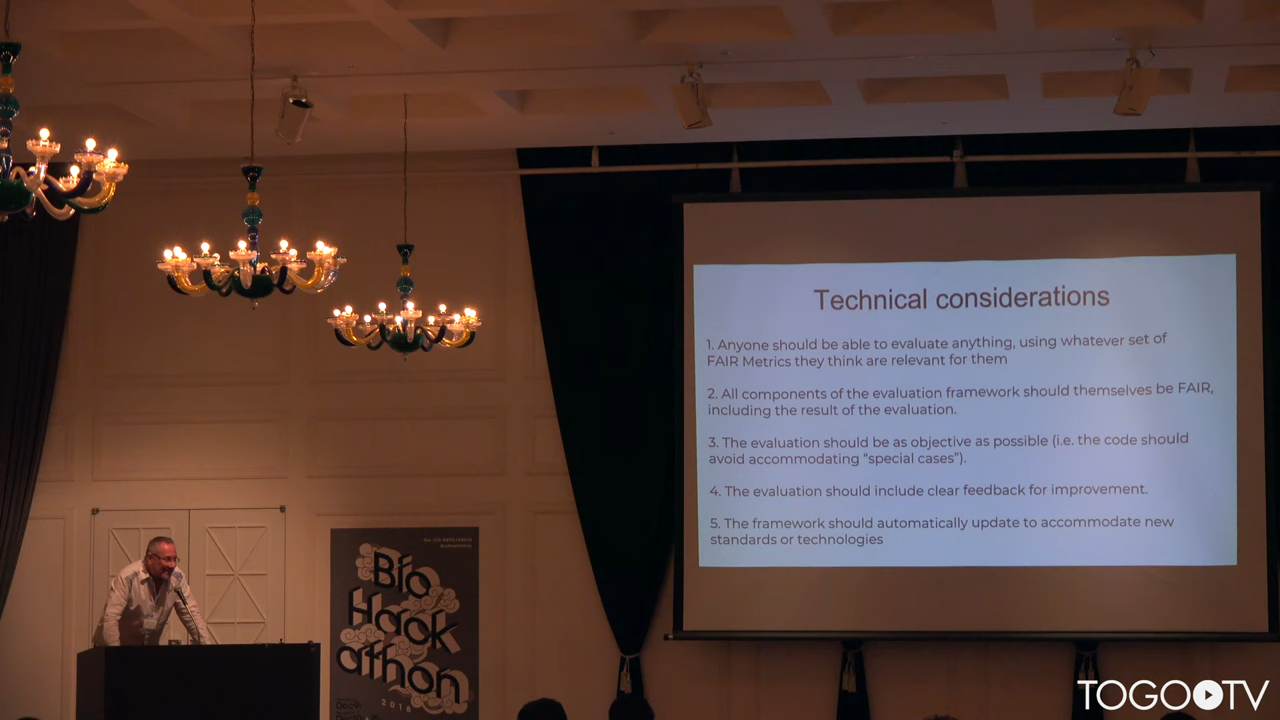 Technical considerations
1. Anyone should be able to evaluate anything, using whatever set of
FAIR Metrics they think are relevant for them
2. All components of the evaluation framework should themselves be FAIR,
including the result of the evaluation.
3. The evaluation should be as objective as possible (i.e. the code should
avoid accommodating “special cases”).
4. The evaluation should include clear feedback for improvement.
5. The framework should automatically update to accommodate new
standards or technologies
Bio
Hack
athon
2018
TOGOTV